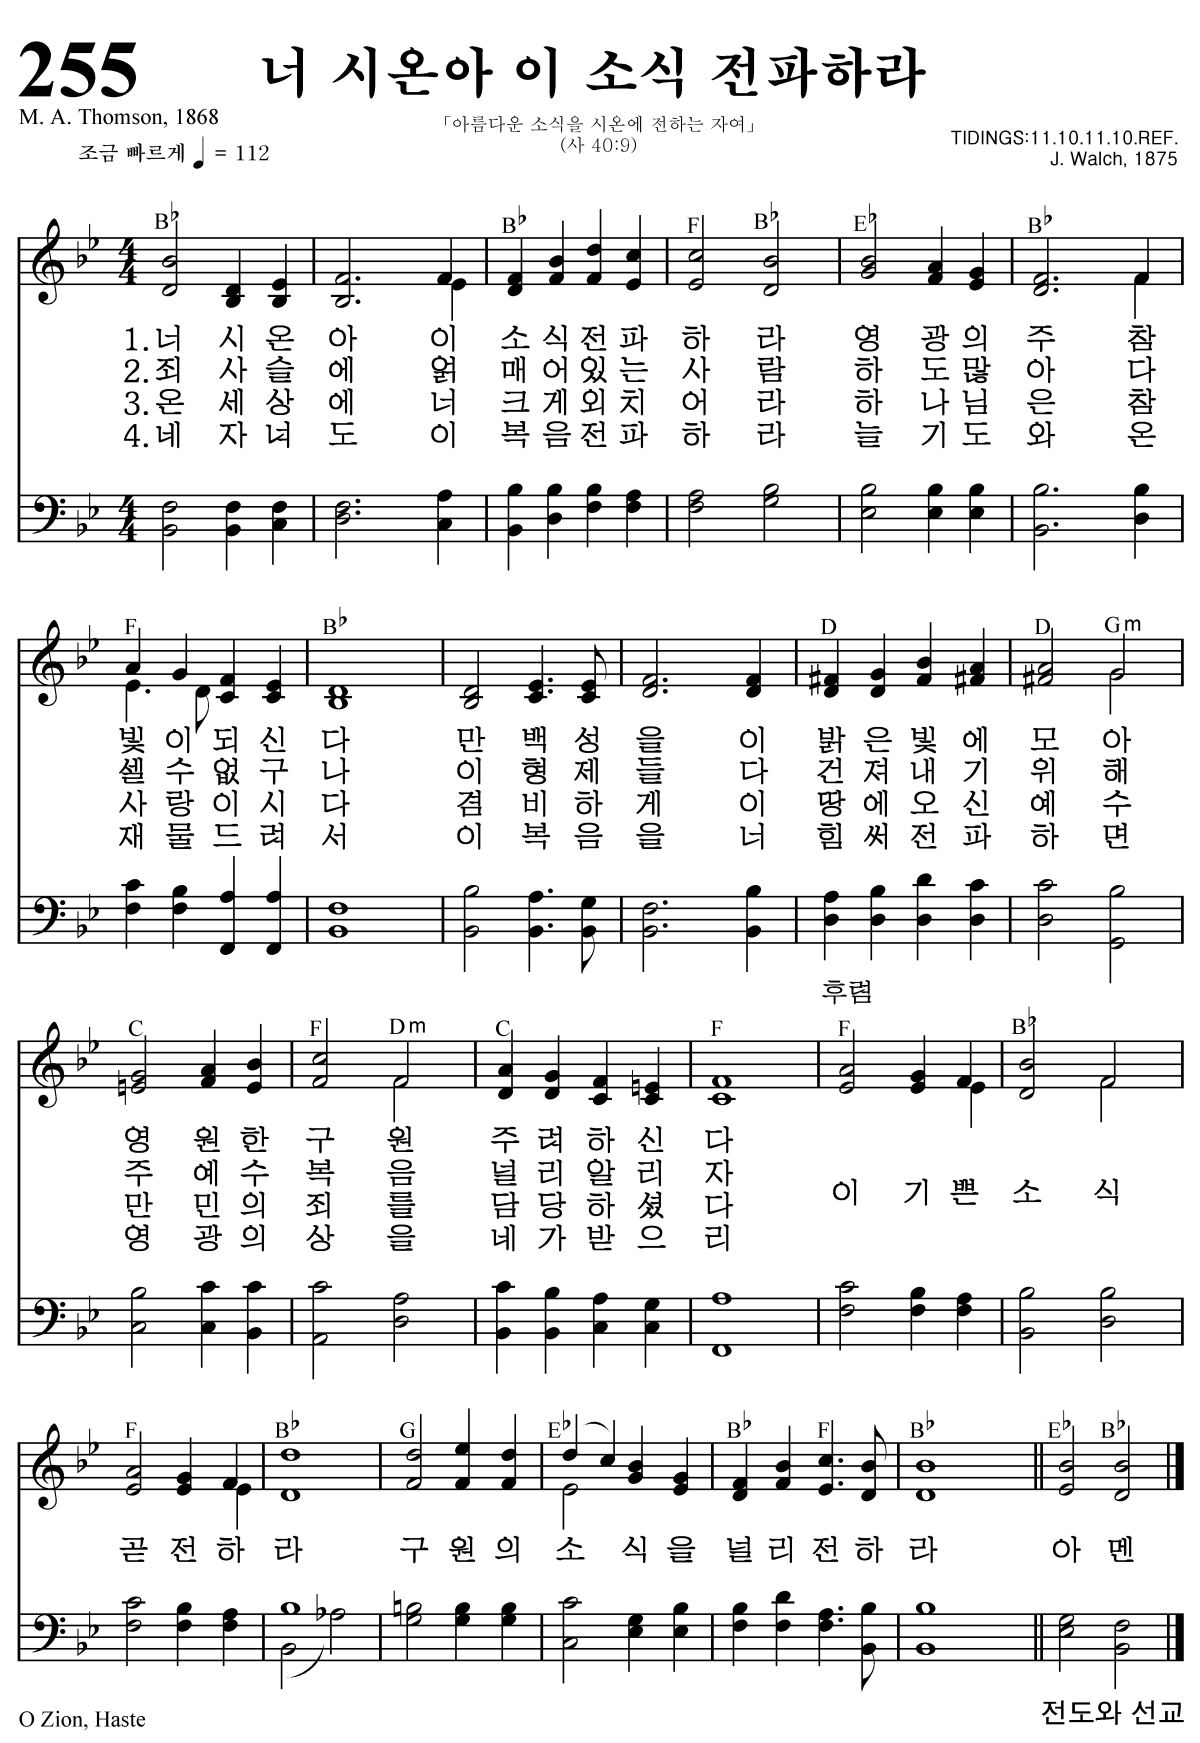 255 너 시온아 이 소식 전파하라
M. A. Thomson, 1868
「아름다운 소식을 시온에 전하는 자여」
(사 40:9)
조금 빠르게 ♩ = 112
TIDINGS:11.10.11.10.REF.
J. Walch, 1875
B♭ B♭ F B♭ E♭ B♭
1.너 시 온 아 이 소 식 전 파 하 라 영 광 의 주 참
2.죄 사 슬 에 얽 매 어 있 는 사 람 하 도 많 아 다
3.온 세 상 에 너 크 게 외 치 어 라 하 나 님 은 참
4.네 자 녀 도 이 복 음 전 파 하 라 늘 기 도 와 온
F B♭ D D Gm
빛 이 되 신 다 만 백 성 을 이 밝 은 빛 에 모 아
셀 수 없 구 나 이 형 제 들 다 건 져 내 기 위 해
사 랑 이 시 다 겸 비 하 게 이 땅 에 오 신 예 수
재 물 드 려 서 이 복 음 을 너 힘 써 전 파 하 면
후렴
C F Dm C F F B♭
영 원 한 구 원 주 려 하 신 다
주 예 수 복 음 널 리 알 리 자
만 민 의 죄 를 담 당 하 셨 다
영 광 의 상 을 네 가 받 으 리
이 기 쁜 소 식
F B♭ G E♭ B♭ F B♭ E♭ B♭
곧 전 하 라 구 원 의 소 식 을 널 리 전 하 라 아 멘
O Zion, Haste
전도와 선교